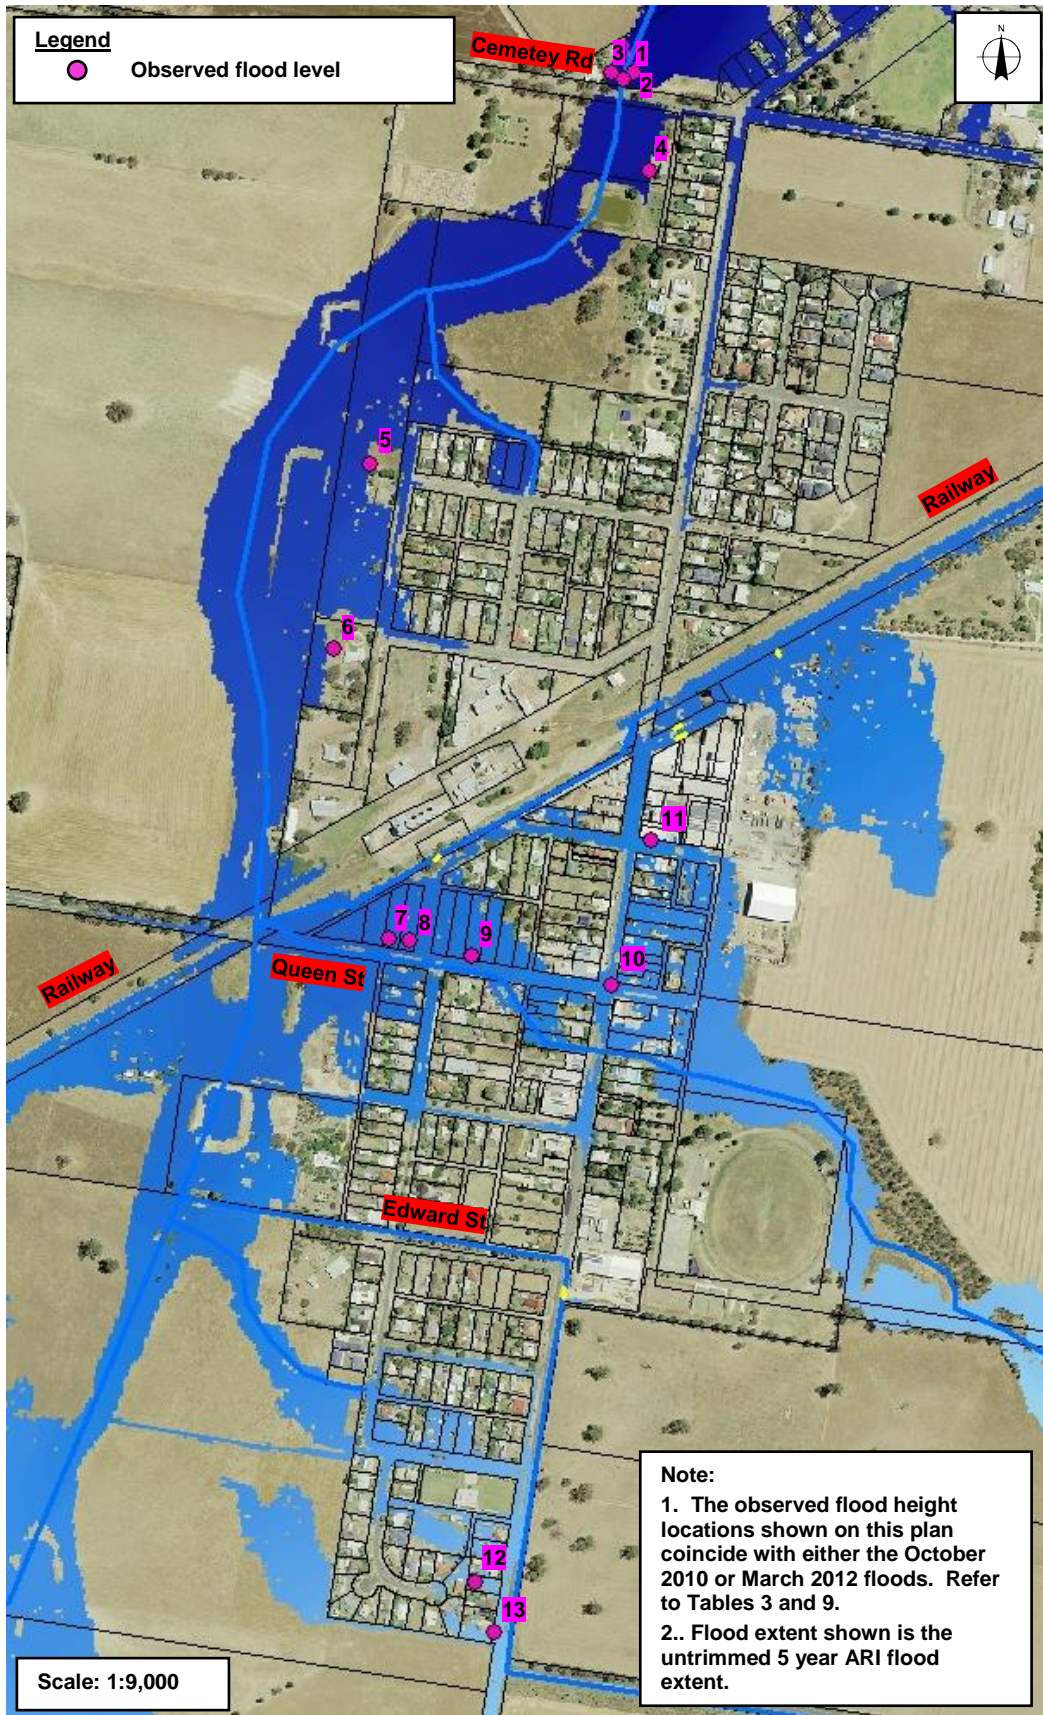 Legend
Observed flood level
N
Cemetey Rd
3
1
2
4
5
Railway
6
11
7
8
9
10
Railway
Queen St
Edward St
12
13
Note:
1. The observed flood height
locations shown on this plan
coincide with either the October
2010 or March 2012 floods. Refer
to Tables 3 and 9.
2.. Flood extent shown is the
untrimmed 5 year ARI flood
extent.
Scale: 1:9,000